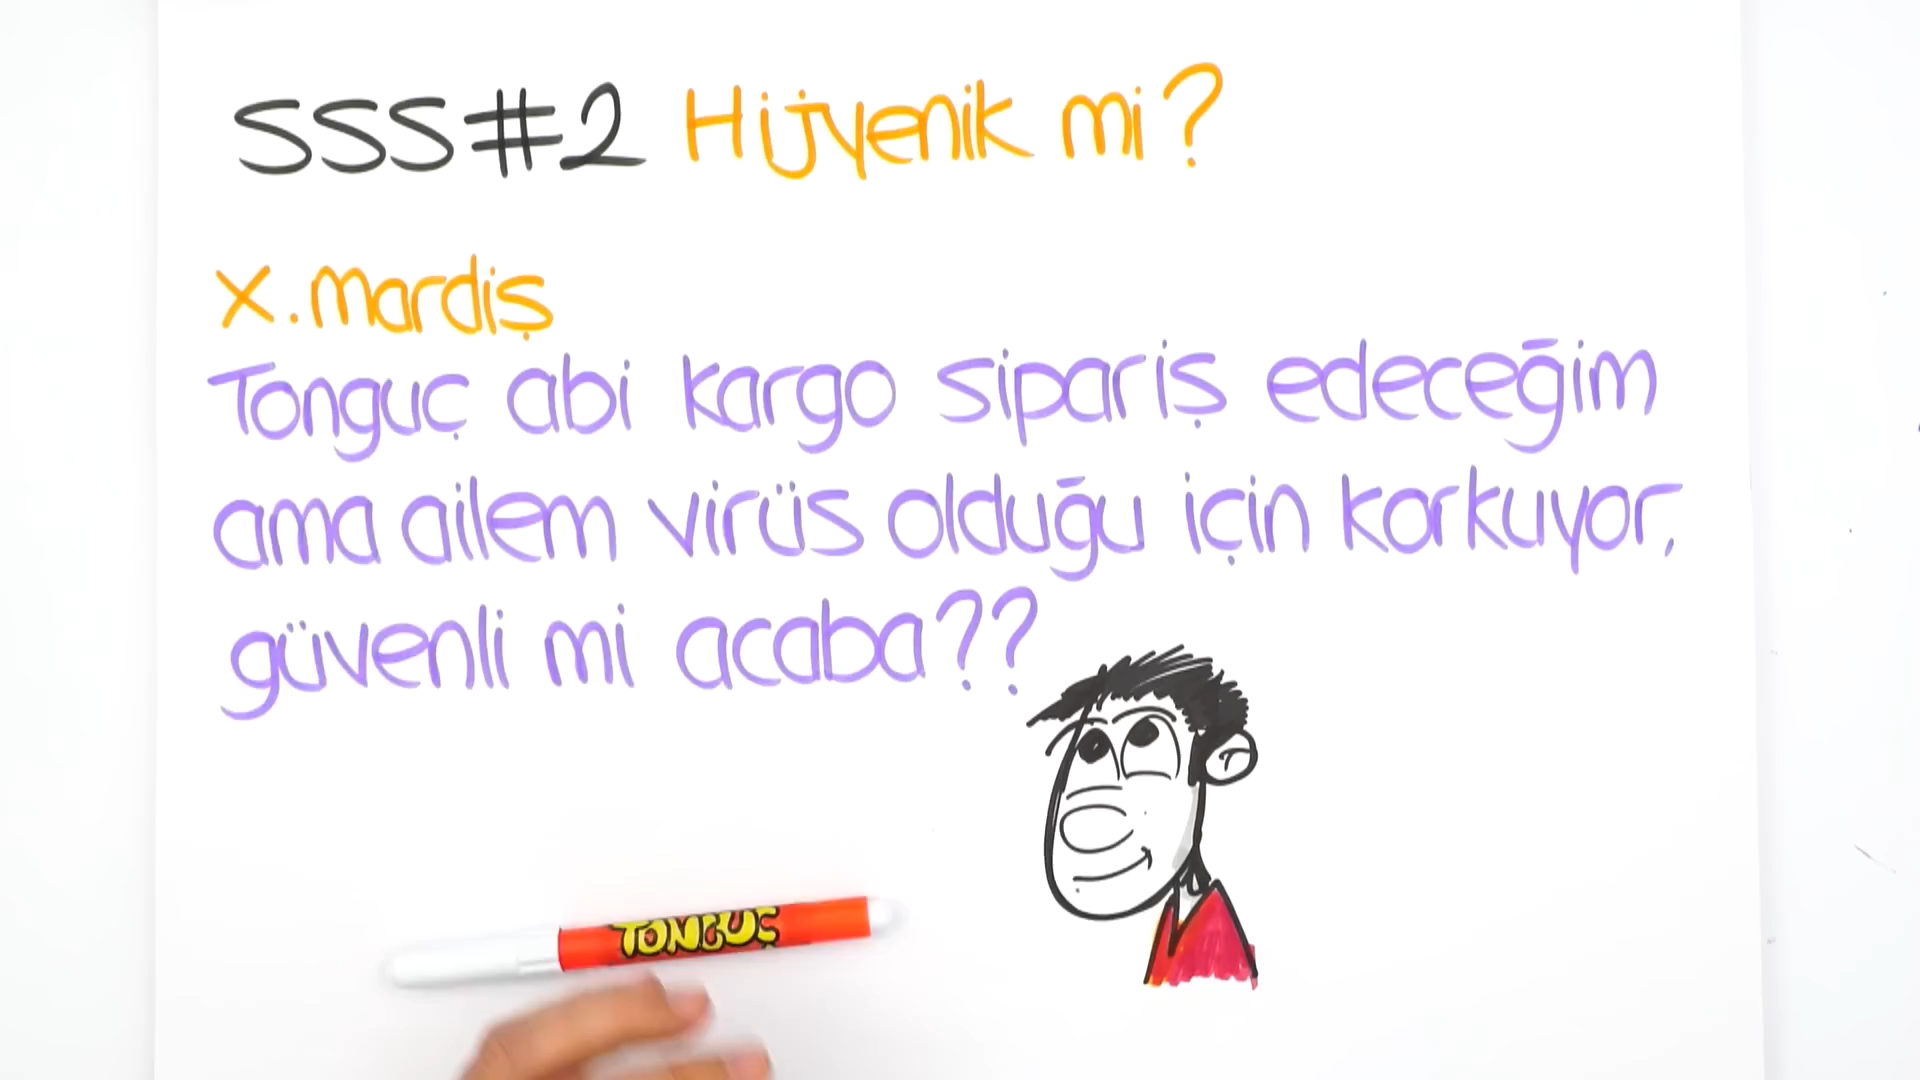 SSS#2 Hijyenik mi?
x.mardiş
Tonguç abi kargo sipariş edeceğim
ama ailem virüs olduğu için korkuyor,
güvenli mi acaba??
TONGUÇ